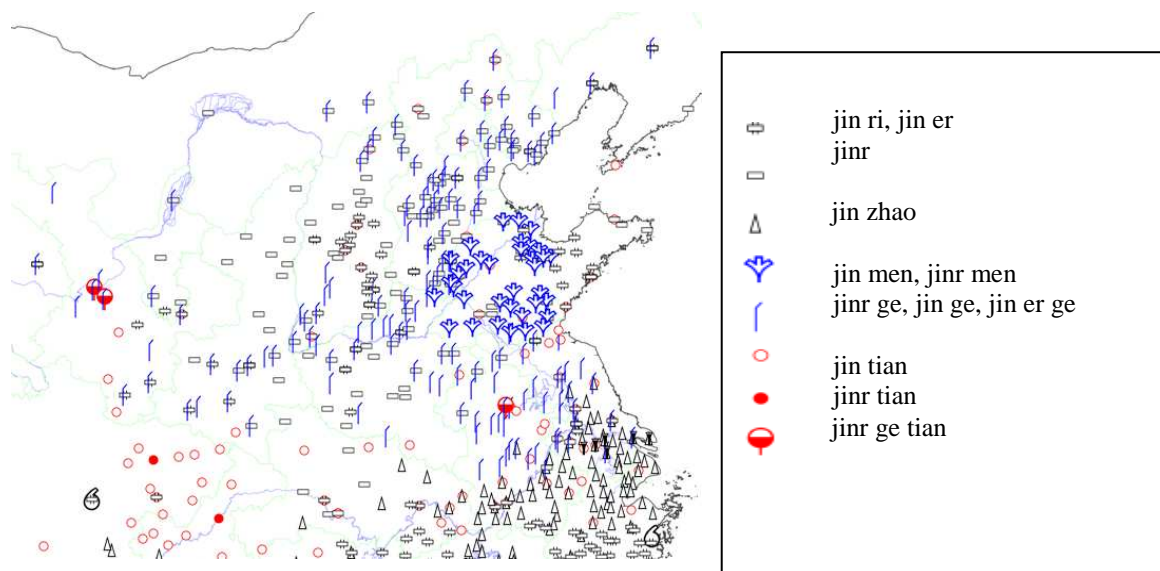 jin ri, jin er
jinr
jin zhao
jin men, jinr men
jinr ge, jin ge, jin er ge
jin tian
jinr tian
jinr ge tian